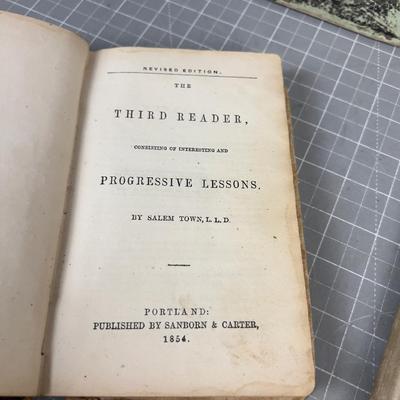 REVISED EDITION.
THE
THIRD READER,
CONSISTING OF INTERESTING AND
PROGRESSIVE LESSONS.
BY SALEM TOWN, L.L.D.
PORTLAND:
PUBLISHED BY SANBORN & CARTER,
1854.